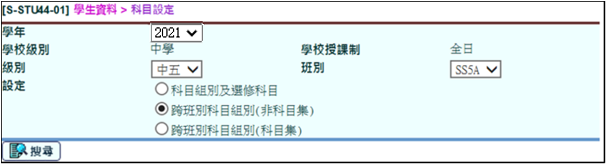 [S-STU44-01] 學生資料 > 科目設定
學年 2021
學校級別 中學 學校授課制 全日
級別 中五 班別 SS5A
設定 科目組別及選修科目
跨班別科目組別(非科目集)
跨班別科目組別(科目集)
搜尋